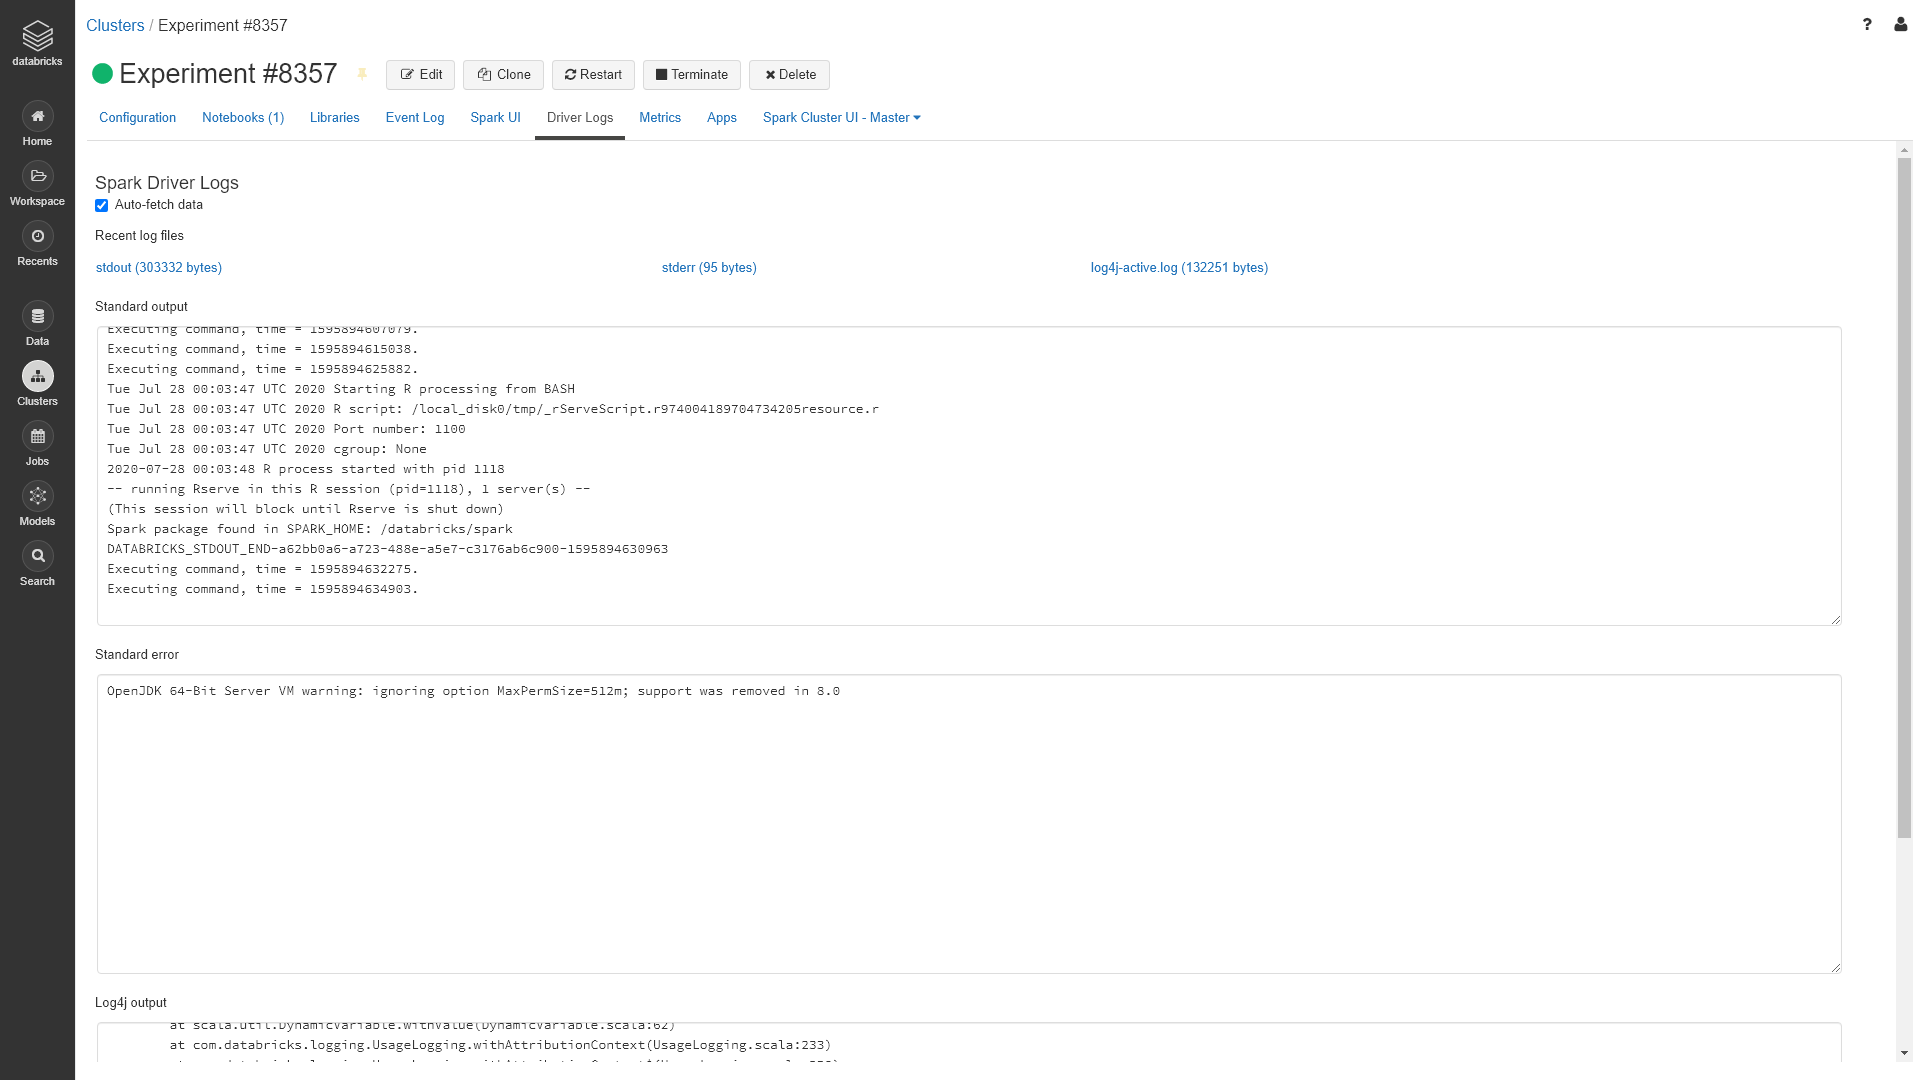 databricks
Home
Workspace
Recents
Data
Clusters
Jobs
Models
Search
Clusters / Experiment #8357
?
Experiment #8357
Edit Clone Restart Terminate Delete
Configuration Notebooks (1) Libraries Event Log Spark UI Driver Logs Metrics Apps Spark Cluster UI - Master
Spark Driver Logs
Auto-fetch data
Recent log files
stdout (303332 bytes) stderr (95 bytes) log4j-active.log (132251 bytes)
Standard output
Executing command, time = 1595894607079.
Executing command, time = 1595894615038.
Executing command, time = 1595894625882.
Tue Jul 28 00:03:47 UTC 2020 Starting R processing from BASH
Tue Jul 28 00:03:47 UTC 2020 R script: /local_disk0/tmp/_rServeScript.r974004189704734205resource.r
Tue Jul 28 00:03:47 UTC 2020 Port number: 1100
Tue Jul 28 00:03:47 UTC 2020 cgroup: None
2020-07-28 00:03:48 R process started with pid 1118
-- running Rserve in this R session (pid=1118), 1 server(s) --
(This session will block until Rserve is shut down)
Spark package found in SPARK_HOME: /databricks/spark
DATABRICKS_STDOUT_END-a62bb0a6-a723-488e-a5e7-c3176ab6c900-1595894630963
Executing command, time = 1595894632275.
Executing command, time = 1595894634903.
Standard error
OpenJDK 64-Bit Server VM warning: ignoring option MaxPermSize=512m; support was removed in 8.0
Log4j output
at scala.util.DynamicVariable.withValue(DynamicVariable.scala:62)
at com.databricks.logging.UsageLogging.withAttributionContext(UsageLogging.scala:233)